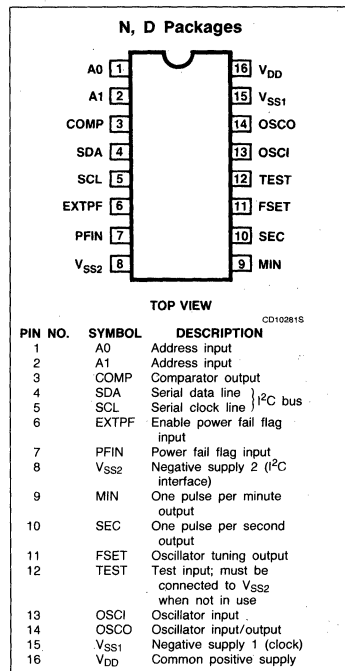 N, D Packages
A0 1 16 VDD
A1 2 15 VSS1
COMP 3 14 OSCO
SDA 4 13 OSCI
SCL 5 12 TEST
EXTPF 6 11 FSET
PFIN 7 10 SEC
VSS2 8 9 MIN
TOP VIEW
CD10281S
PIN NO. SYMBOL DESCRIPTION
1 A0 Address input
2 A1 Address input
3 COMP Comparator output
4 SDA Serial data line
5 SCL Serial clock line } I²C bus
6 EXTPF Enable power fail flag
input
7 PFIN Power fail flag input
8 VSS2 Negative supply 2 (I²C
interface)
9 MIN One pulse per minute
output
10 SEC One pulse per second
output
11 FSET Oscillator tuning output
12 TEST Test input; must be
connected to VSS2
when not in use
13 OSCI Oscillator input
14 OSCO Oscillator input/output
15 VSS1 Negative supply 1 (clock)
16 VDD Common positive supply